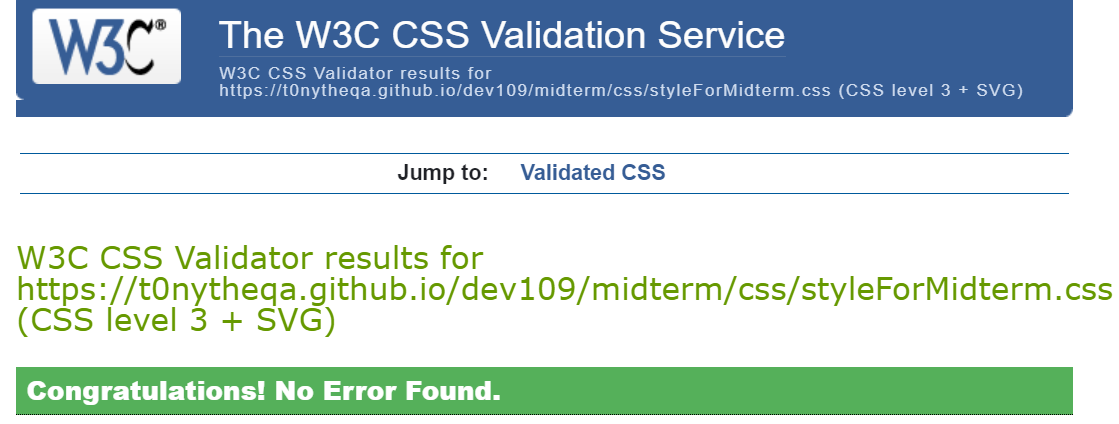 W3C®
The W3C CSS Validation Service
W3C CSS Validator results for
https://t0nytheqa.github.io/dev109/midterm/css/styleForMidterm.css (CSS level 3 + SVG)
Jump to: Validated CSS
W3C CSS Validator results for
https://t0nytheqa.github.io/dev109/midterm/css/styleForMidterm.css
(CSS level 3 + SVG)
Congratulations! No Error Found.